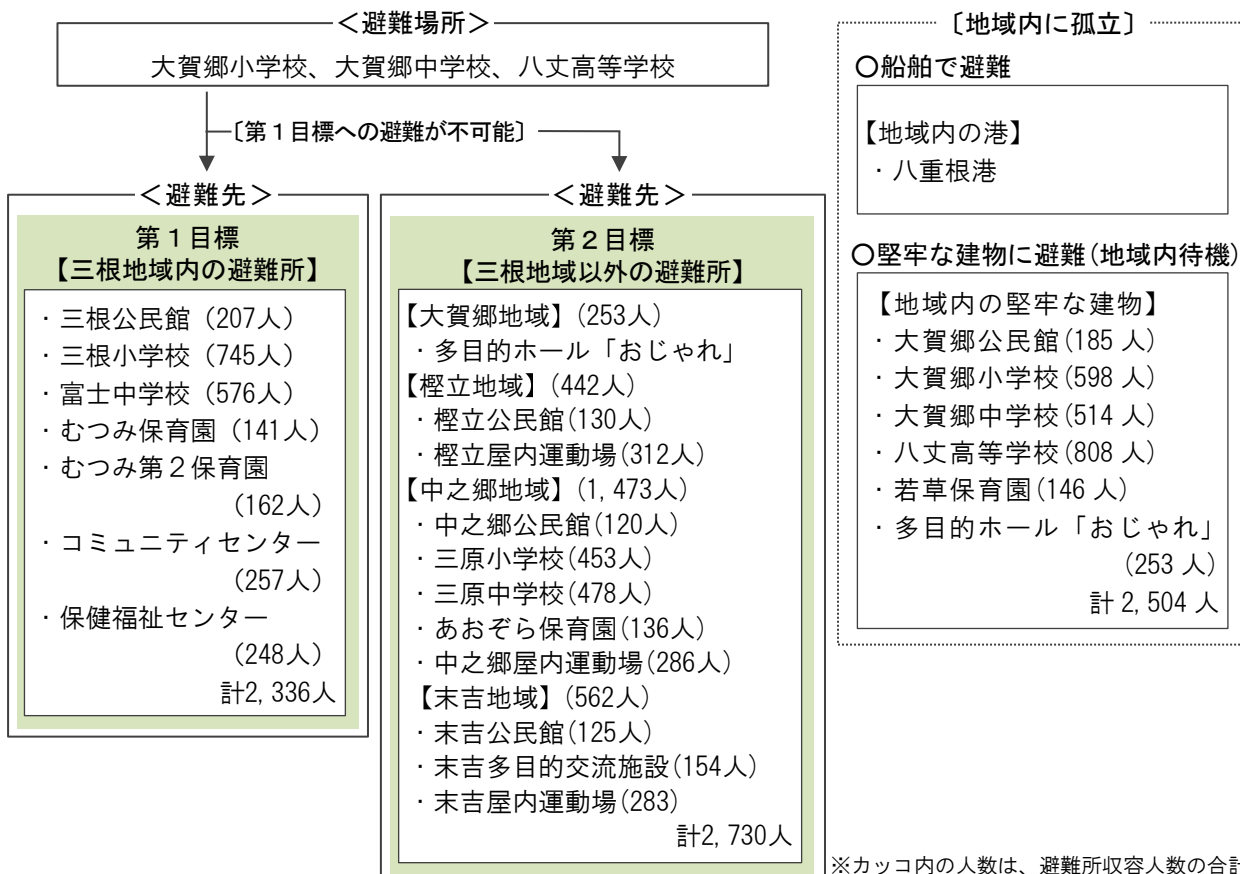 ＜避難場所＞
大賀郷小学校、大賀郷中学校、八丈高等学校
〔第１目標への避難が不可能〕
＜避難先＞
第１目標
【三根地域内の避難所】
・三根公民館（207人）
・三根小学校（745人）
・富士中学校（576人）
・むつみ保育園（141人）
・むつみ第２保育園
（162人）
・コミュニティセンター
（257人）
・保健福祉センター
（248人）
計2,336人
＜避難先＞
第２目標
【三根地域以外の避難所】
【大賀郷地域】(253人)
・多目的ホール「おじゃれ」
【樫立地域】(442人)
・樫立公民館(130人)
・樫立屋内運動場(312人)
【中之郷地域】(1,473人)
・中之郷公民館(120人)
・三原小学校(453人)
・三原中学校(478人)
・あおぞら保育園(136人)
・中之郷屋内運動場(286人)
【末吉地域】(562人)
・末吉公民館(125人)
・末吉多目的交流施設(154人)
・末吉屋内運動場(283)
計2,730人
〔地域内に孤立〕
○船舶で避難
【地域内の港】
・八重根港
○堅牢な建物に避難(地域内待機)
【地域内の堅牢な建物】
・大賀郷公民館(185 人)
・大賀郷小学校(598 人)
・大賀郷中学校(514 人)
・八丈高等学校(808 人)
・若草保育園(146 人)
・多目的ホール「おじゃれ」
(253 人)
計 2,504 人
※カッコ内の人数は、避難所収容人数の合計